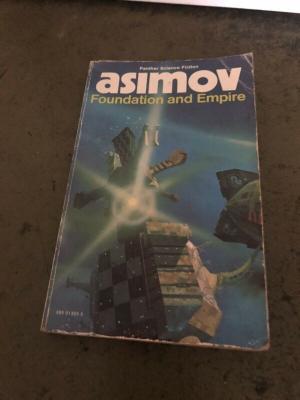 Panther Science Fiction
asimov
Foundation and Empire